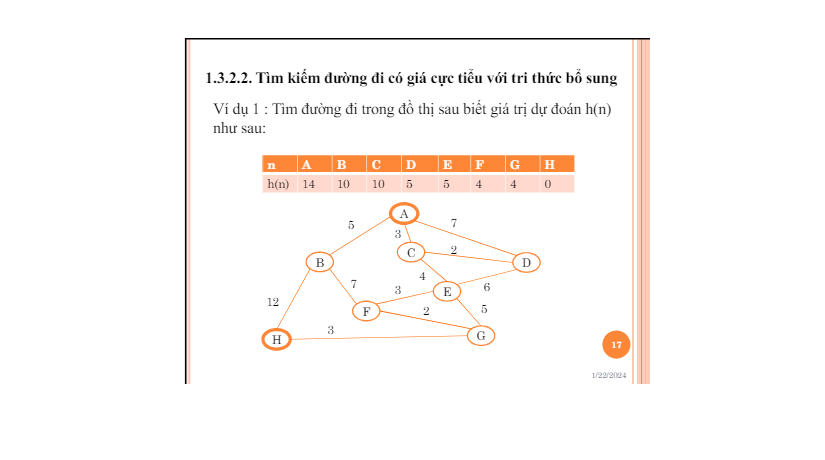 1.3.2.2. Tìm kiếm đường đi có giá cực tiểu với tri thức bổ sung
Ví dụ 1 : Tìm đường đi trong đồ thị sau biết giá trị dự đoán h(n)
như sau:
n A B C D E F G H
h(n) 14 10 10 5 5 4 4 0
A
5
7
3
C
2
B
D
4
7
3
E
6
12
F
2
5
3
H
G
17
1/22/2024